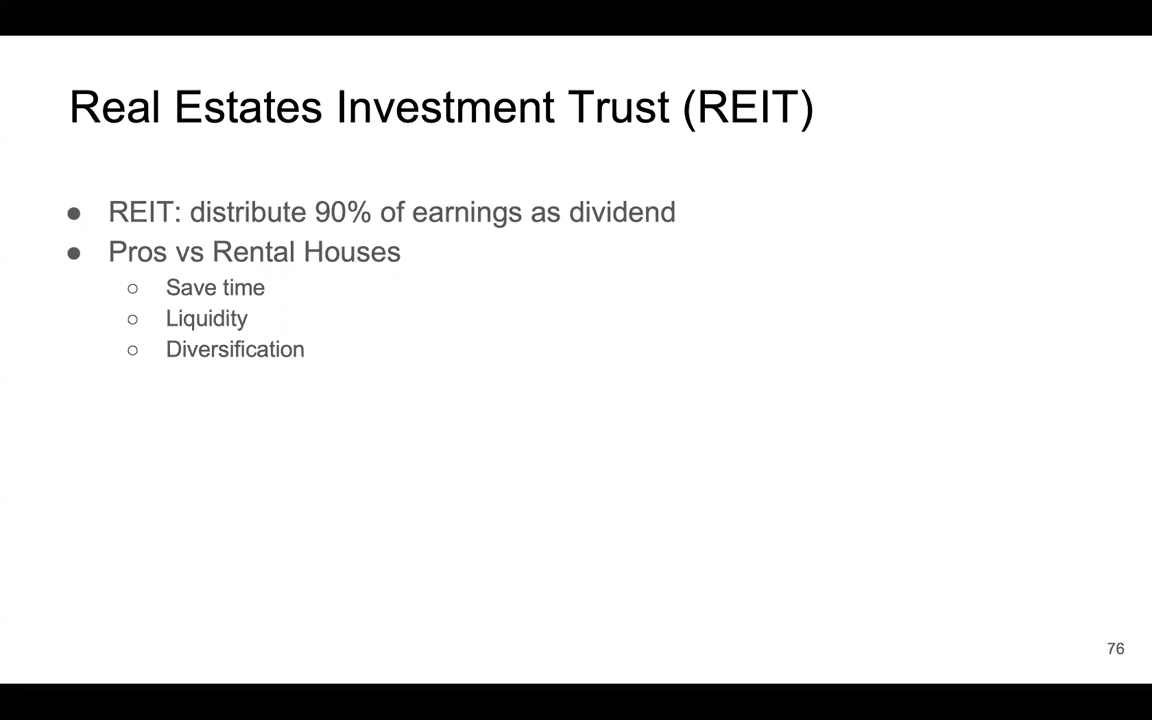 Real Estates Investment Trust (REIT)
● REIT: distribute 90% of earnings as dividend
● Pros vs Rental Houses
○ Save time
○ Liquidity
○ Diversification
76